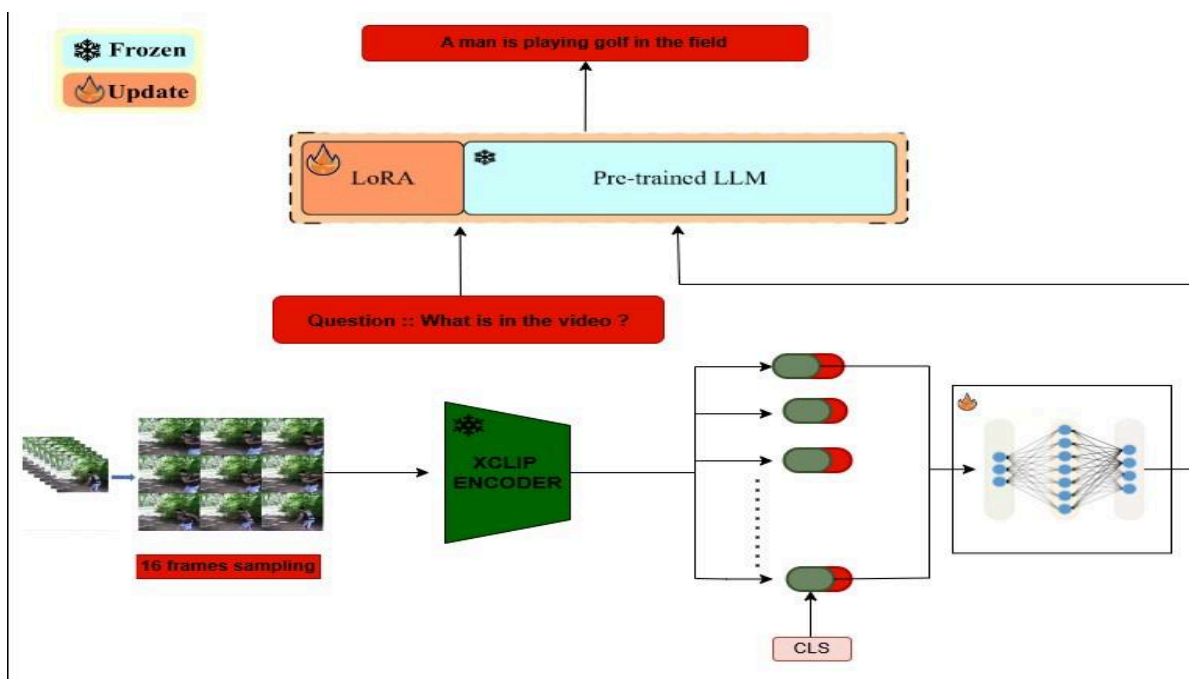 Frozen
Update
A man is playing golf in the field
LoRA
Pre-trained LLM
Question :: What is in the video ?
XCLIP
ENCODER
16 frames sampling
CLS